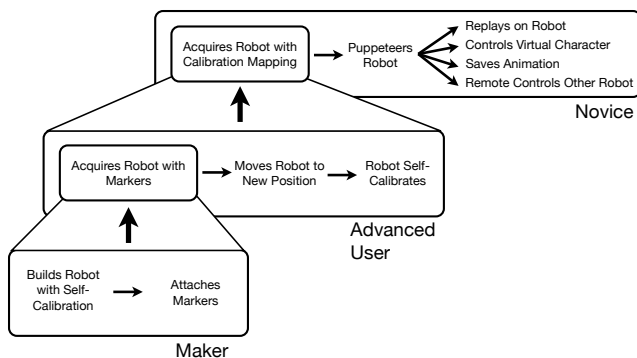 Acquires Robot with
Calibration Mapping
Puppeteers
Robot
Replays on Robot
Controls Virtual Character
Saves Animation
Remote Controls Other Robot
Novice
Acquires Robot with
Markers
Moves Robot to
New Position
Robot Self-
Calibrates
Advanced
User
Builds Robot
with Self-
Calibration
Attaches
Markers
Maker